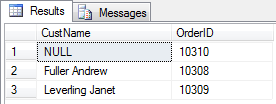 Results Messages
CustName OrderID
1 NULL 10310
2 Fuller Andrew 10308
3 Leverling Janet 10309